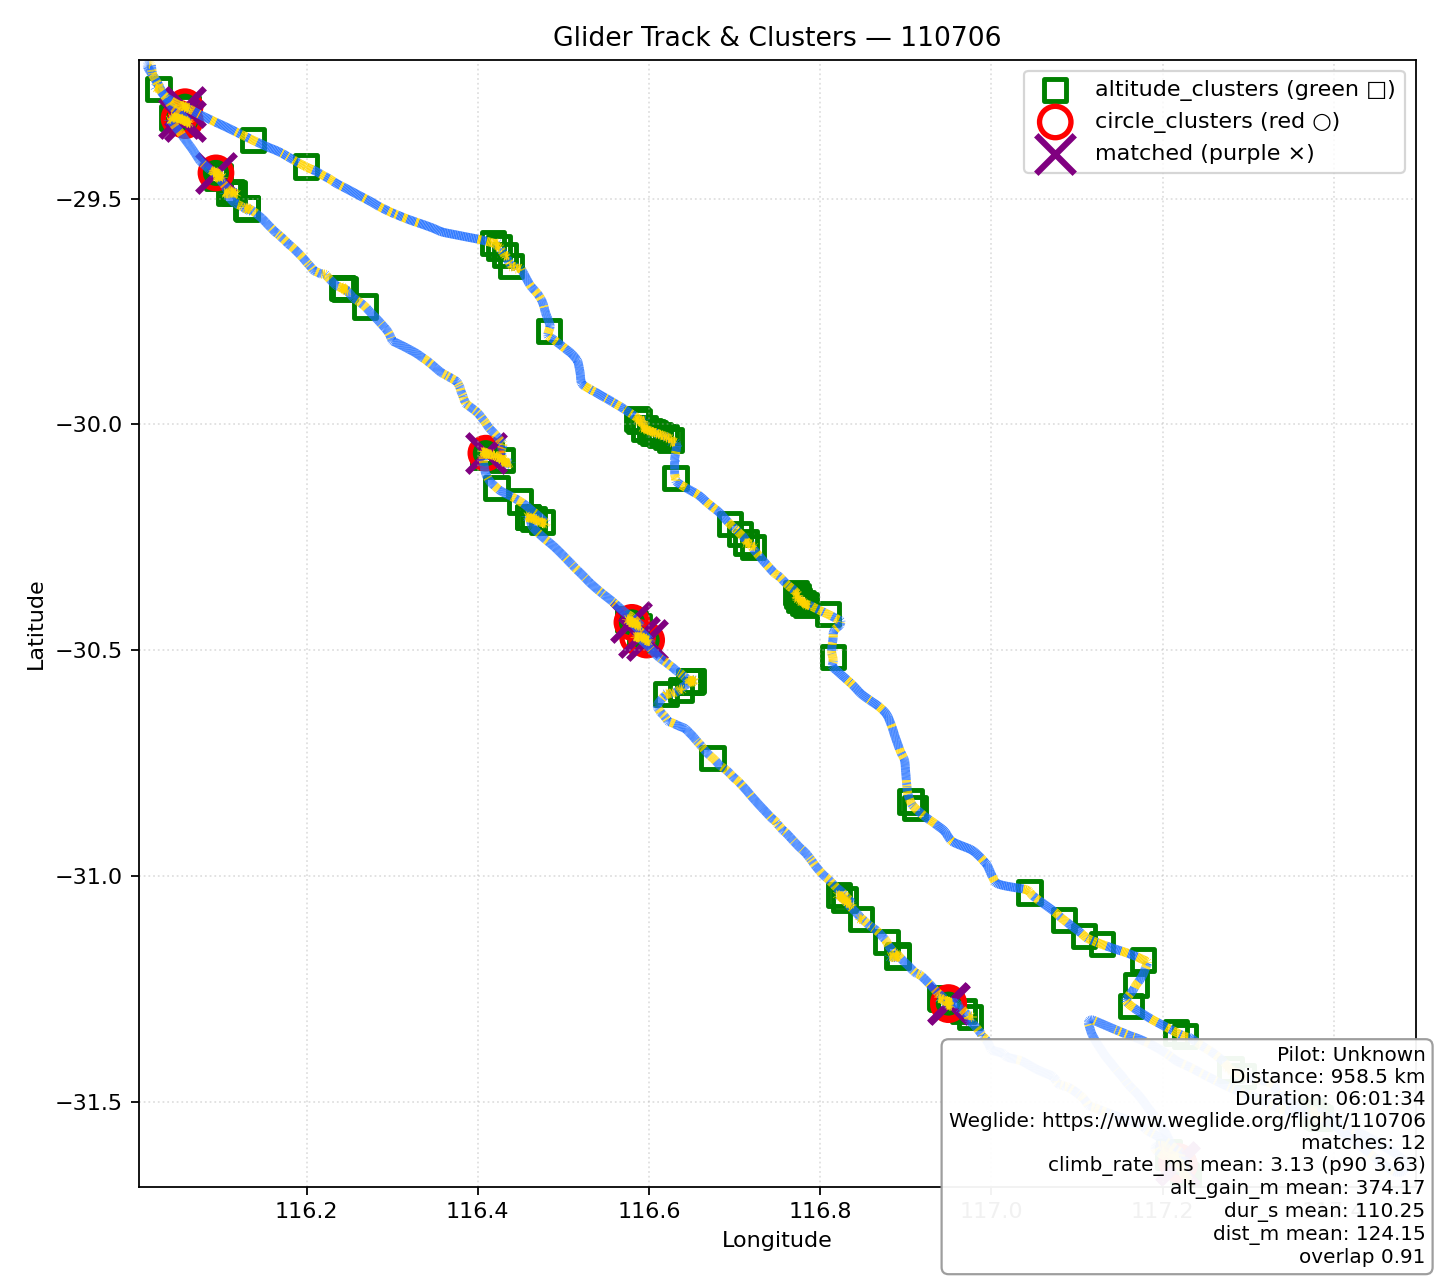 Glider Track & Clusters — 110706
altitude_clusters (green □)
circle_clusters (red ○)
matched (purple ×)
Latitude
−29.5
−30.0
−30.5
−31.0
−31.5
116.2
116.4
116.6
116.8
117.0
117.2
Longitude
Pilot: Unknown
Distance: 958.5 km
Duration: 06:01:34
Weglide: https://www.weglide.org/flight/110706
matches: 12
climb_rate_ms mean: 3.13 (p90 3.63)
alt_gain_m mean: 374.17
dur_s mean: 110.25
dist_m mean: 124.15
overlap 0.91